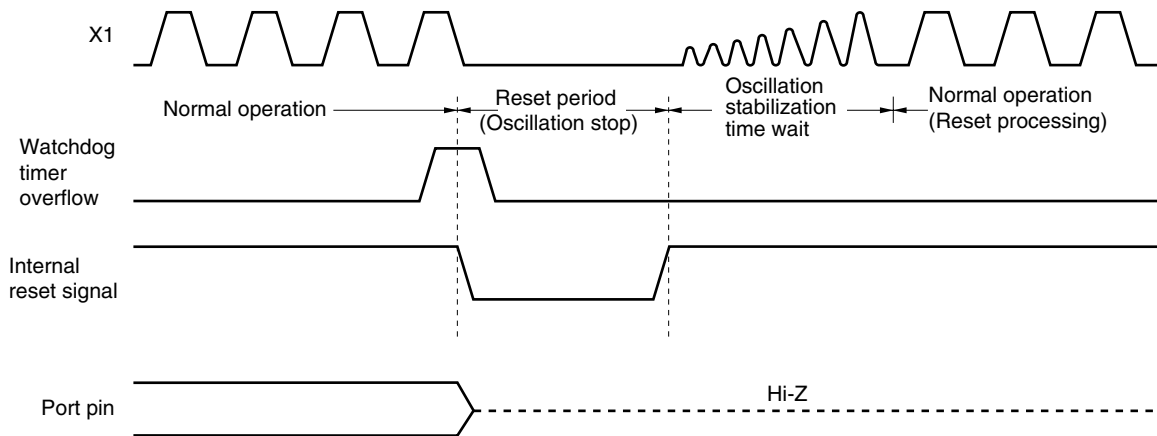 X1
Normal operation
Reset period
(Oscillation stop)
Oscillation
stabilization
time wait
Normal operation
(Reset processing)
Watchdog
timer
overflow
Internal
reset signal
Port pin
Hi-Z